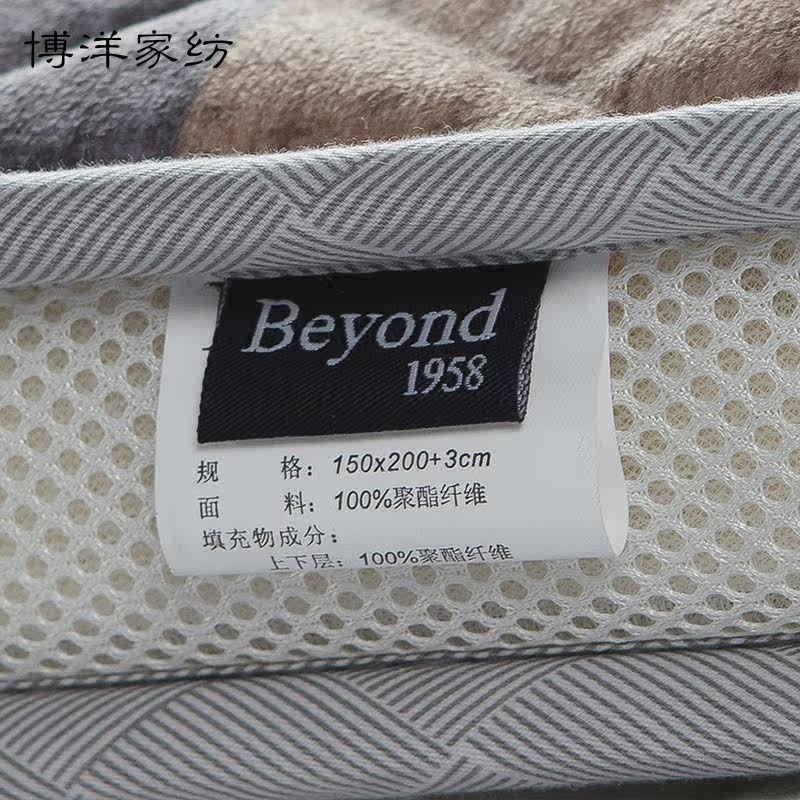 博洋家纺
Beyond
1958
规 格：150x200+3cm
面 料：100%聚酯纤维
填充物成分：
上下层：100%聚酯纤维